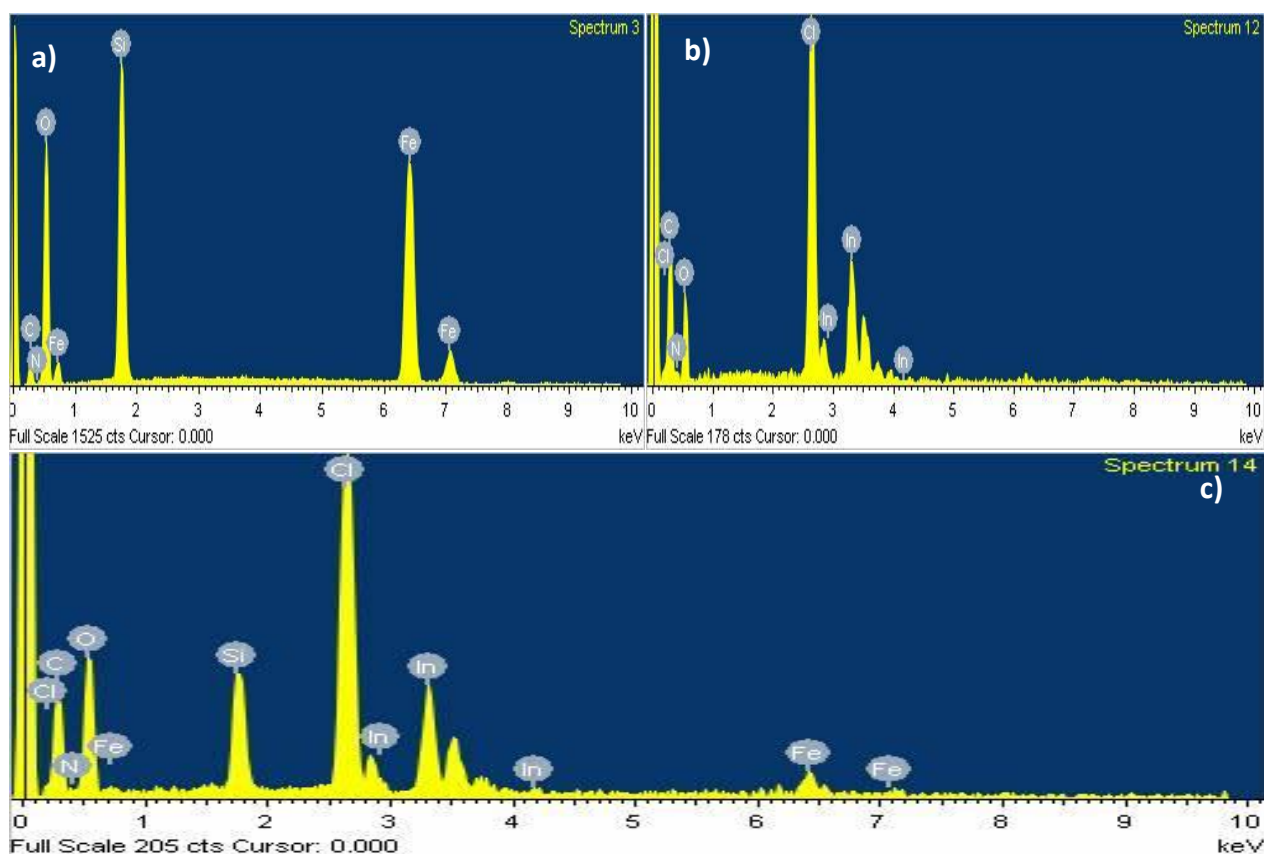 a)
Spectrum 3
Si
O
Fe
C
N
Fe
Fe
0 1 2 3 4 5 6 7 8 9 10
Full Scale 1525 cts Cursor: 0.000
keV
b)
Spectrum 12
Cl
C
Cl
O
N
In
In
In
0 1 2 3 4 5 6 7 8 9 10
Full Scale 178 cts Cursor: 0.000
keV
Spectrum 14
c)
Cl
O
C
Cl
N
Fe
Si
In
In
In
Fe
Fe
0 1 2 3 4 5 6 7 8 9 10
Full Scale 205 cts Cursor: 0.000
keV